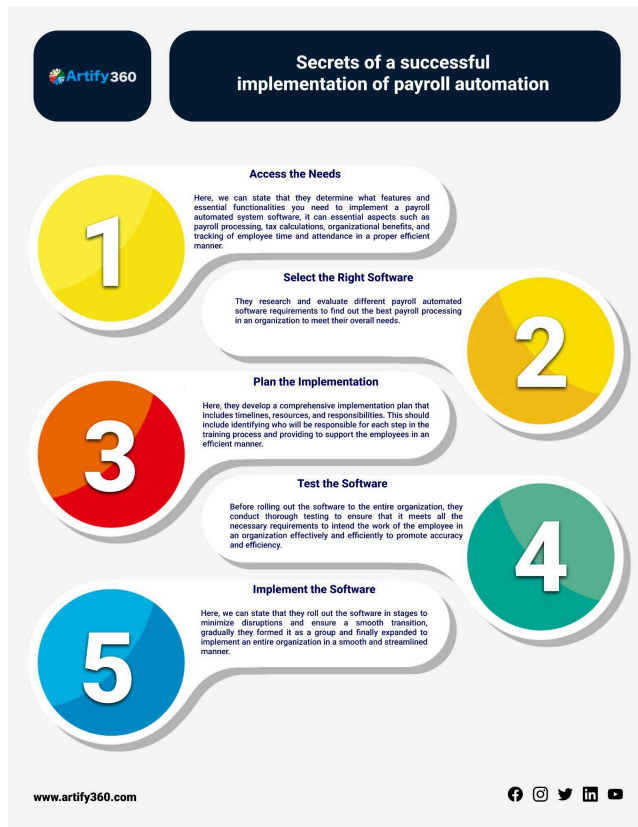 Artify360
Secrets of a successful
implementation of payroll automation
1
Access the Needs
Here, we can state that they determine what features and
essential functionalities you need to implement a payroll
automated system software, it can essential aspects such as
payroll processing, tax calculations, organizational benefits, and
tracking of employee time and attendance in a proper efficient
manner.
Select the Right Software
They research and evaluate different payroll automated
software requirements to find out the best payroll processing
in an organization to meet their overall needs.
2
Plan the Implementation
Here, they develop a comprehensive implementation plan that
includes timelines, resources, and responsibilities. This should
include identifying who will be responsible for each step in the
training process and providing to support the employees in an
efficient manner.
3
Test the Software
Before rolling out the software to the entire organization, they
conduct thorough testing to ensure that it meets all the
necessary requirements to intend the work of the employee in
an organization effectively and efficiently to promote accuracy
and efficiency.
4
Implement the Software
Here, we can state that they roll out the software in stages to
minimize disruptions and ensure a smooth transition,
gradually they formed it as a group and finally expanded to
implement an entire organization in a smooth and streamlined
manner.
5
www.artify360.com